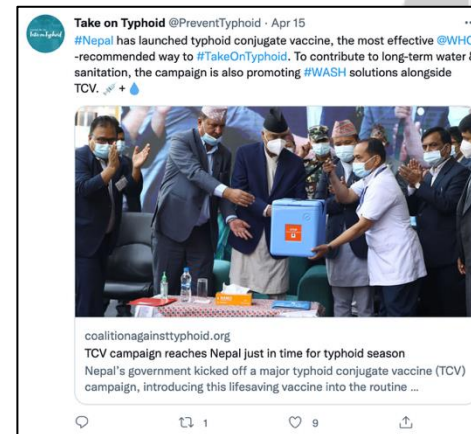 Take on Typhoid @PreventTyphoid · Apr 15
#Nepal has launched typhoid conjugate vaccine, the most effective @WHO
-recommended way to #TakeOnTyphoid. To contribute to long-term water &
sanitation, the campaign is also promoting #WASH solutions alongside
TCV. 💉 + 💧
coalitionagainsttyphoid.org
TCV campaign reaches Nepal just in time for typhoid season
Nepal's government kicked off a major typhoid conjugate vaccine (TCV)
campaign, introducing this lifesaving vaccine into the routine ...
1 9